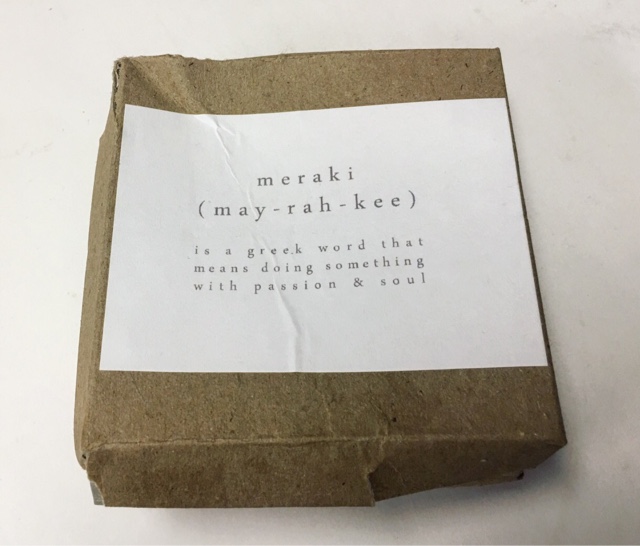 meraki
(may-rah-kee)
is a greek word that
means doing something
with passion & soul